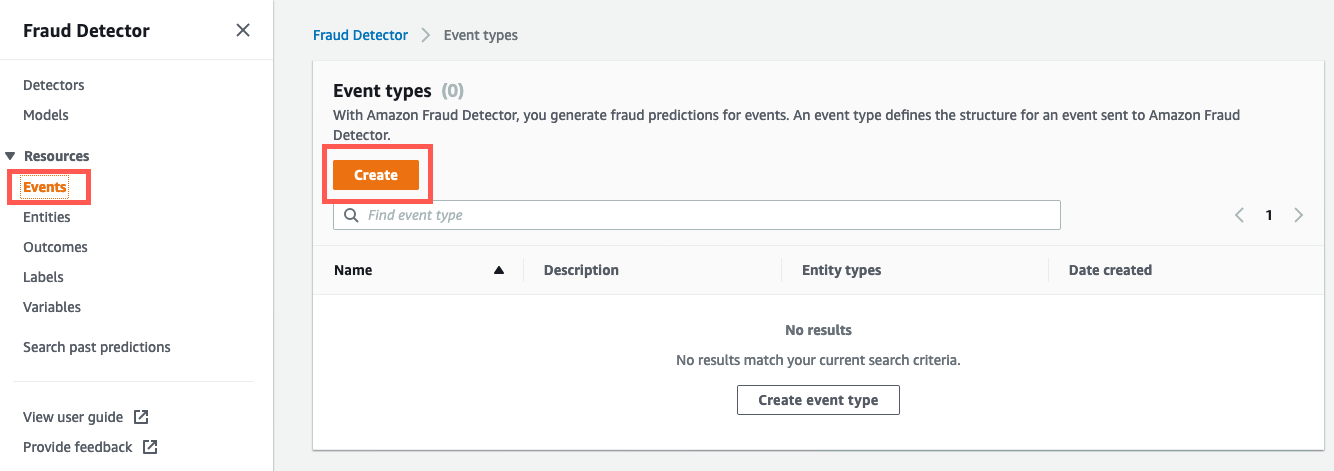 Fraud Detector
Detectors
Models
Resources
Events
Entities
Outcomes
Labels
Variables
Search past predictions
View user guide
Provide feedback
Fraud Detector > Event types
Event types (0)
With Amazon Fraud Detector, you generate fraud predictions for events. An event type defines the structure for an event sent to Amazon Fraud
Detector.
Create
Find event type
1
Name Description Entity types Date created
No results
No results match your current search criteria.
Create event type